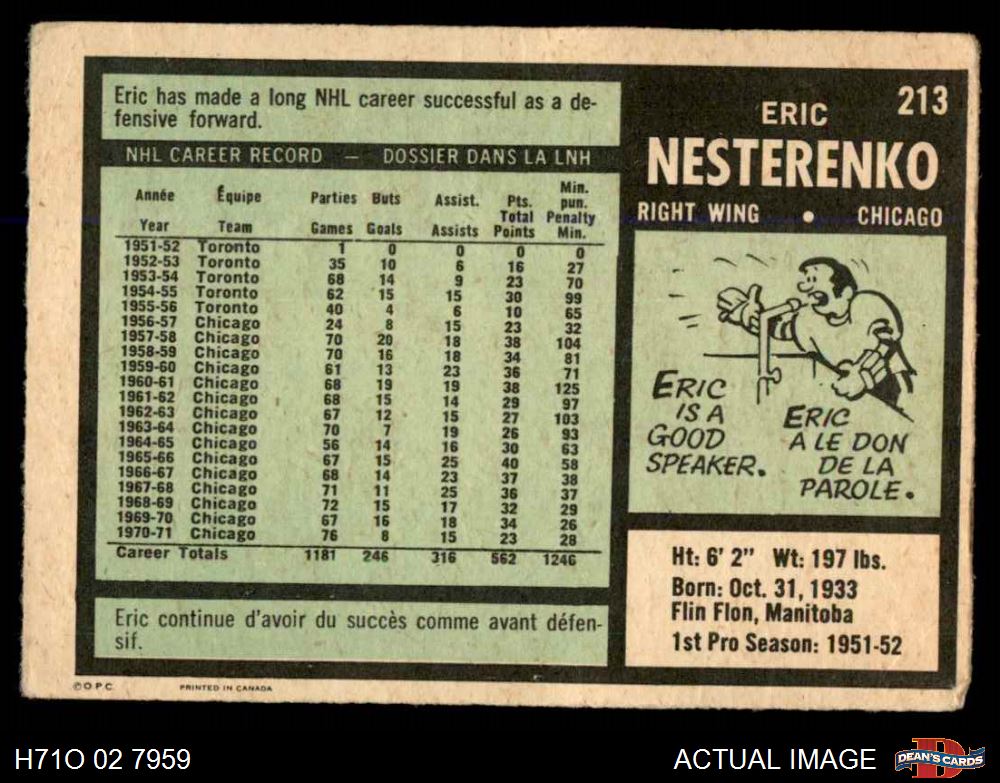 Eric has made a long NHL career successful as a de-
fensive forward.
NHL CAREER RECORD — DOSSIER DANS LA LNH
Année Équipe Parties Buts Assist. Pts. Min. pun.
Year Team Games Goals Assists Total Points Penalty Min.
1951-52 Toronto 1 0 0 0 0
1952-53 Toronto 35 10 6 16 27
1953-54 Toronto 68 14 9 23 70
1954-55 Toronto 62 15 15 30 99
1955-56 Toronto 40 4 6 10 65
1956-57 Chicago 24 8 15 23 32
1957-58 Chicago 70 20 18 38 104
1958-59 Chicago 70 16 18 34 81
1959-60 Chicago 61 13 23 36 71
1960-61 Chicago 68 19 19 38 125
1961-62 Chicago 68 15 14 29 97
1962-63 Chicago 67 12 15 27 103
1963-64 Chicago 70 7 19 26 93
1964-65 Chicago 56 14 16 30 63
1965-66 Chicago 67 15 25 40 58
1966-67 Chicago 68 14 23 37 38
1967-68 Chicago 71 11 25 36 37
1968-69 Chicago 72 15 17 32 29
1969-70 Chicago 67 16 18 34 26
1970-71 Chicago 76 8 15 23 28
Career Totals 1181 246 316 562 1246
Eric continue d'avoir du succès comme avant défen-
sif.
©O.P.C. PRINTED IN CANADA
213
ERIC
NESTERENKO
RIGHT WING • CHICAGO
ERIC
IS A
GOOD
SPEAKER.
ERIC
A LE DON
DE LA
PAROLE.
Ht: 6' 2" Wt: 197 lbs.
Born: Oct. 31, 1933
Flin Flon, Manitoba
1st Pro Season: 1951-52
H71O 02 7959
ACTUAL IMAGE
D
DEAN'S CARDS